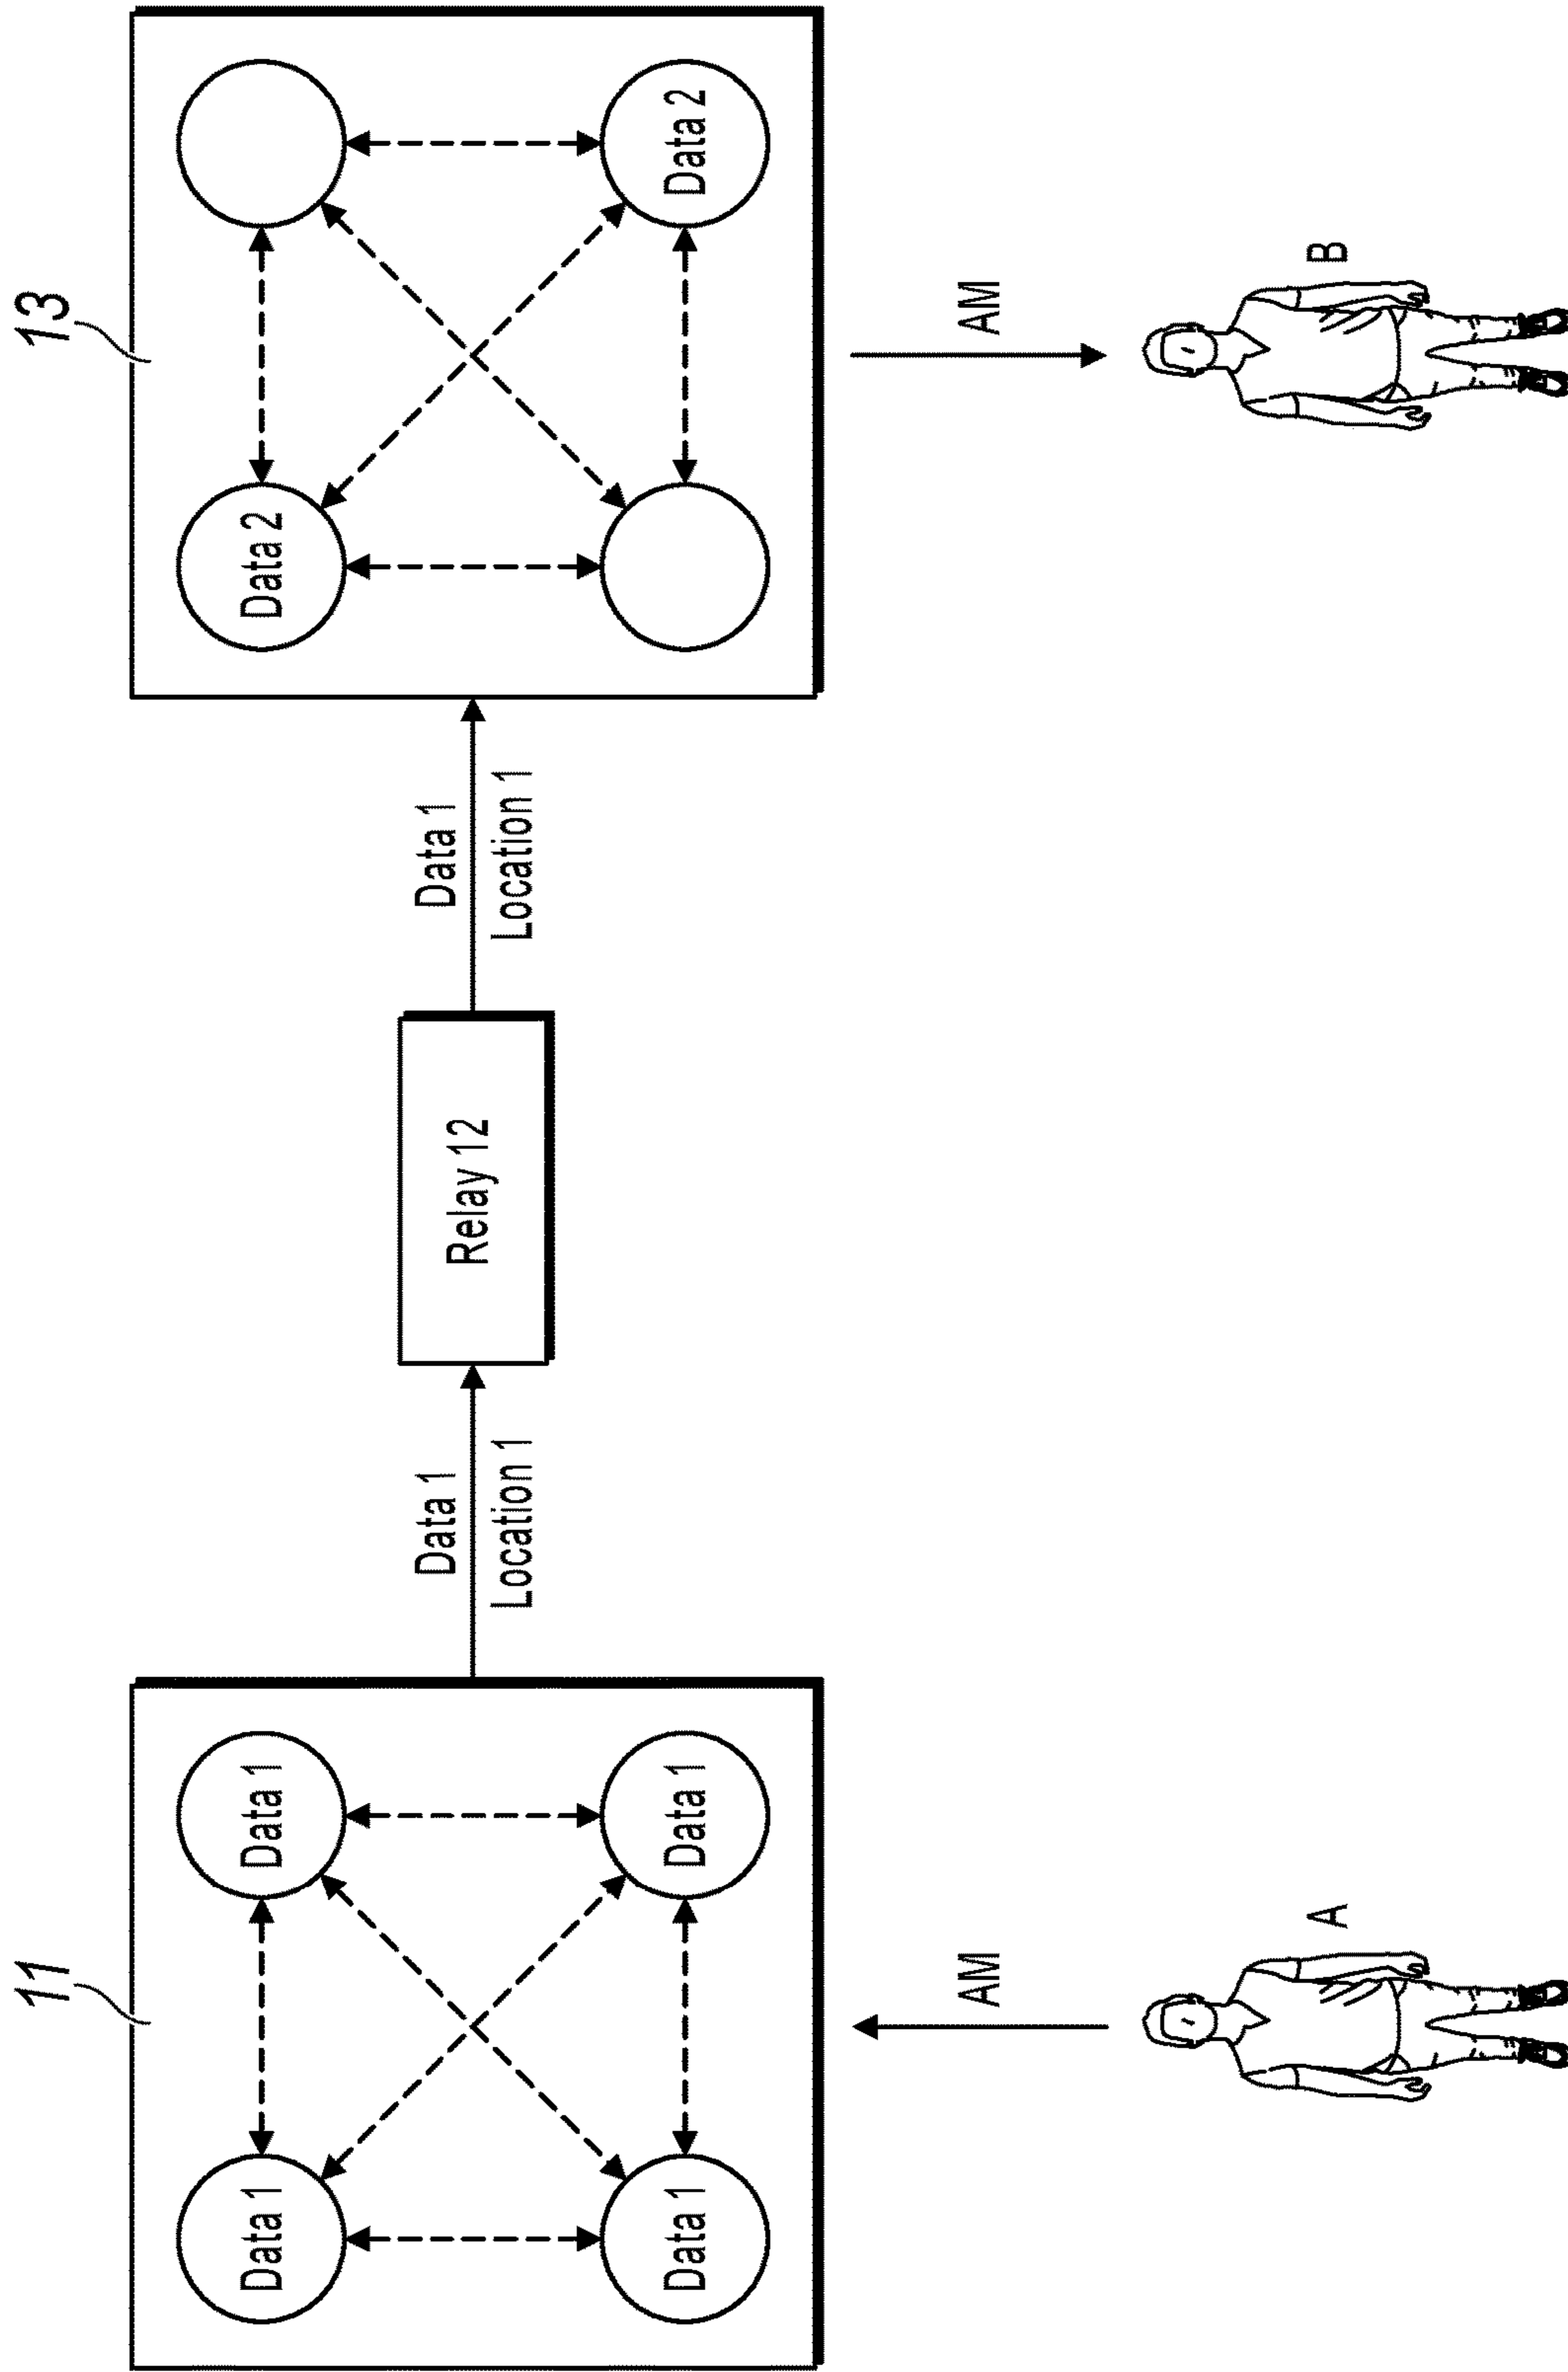 11
13
Data 1
Data 1
Data 1
Data 1
Data 1
Location 1
Relay 12
Data 1
Location 1
Data 2
Data 2
AM
A
AM
B